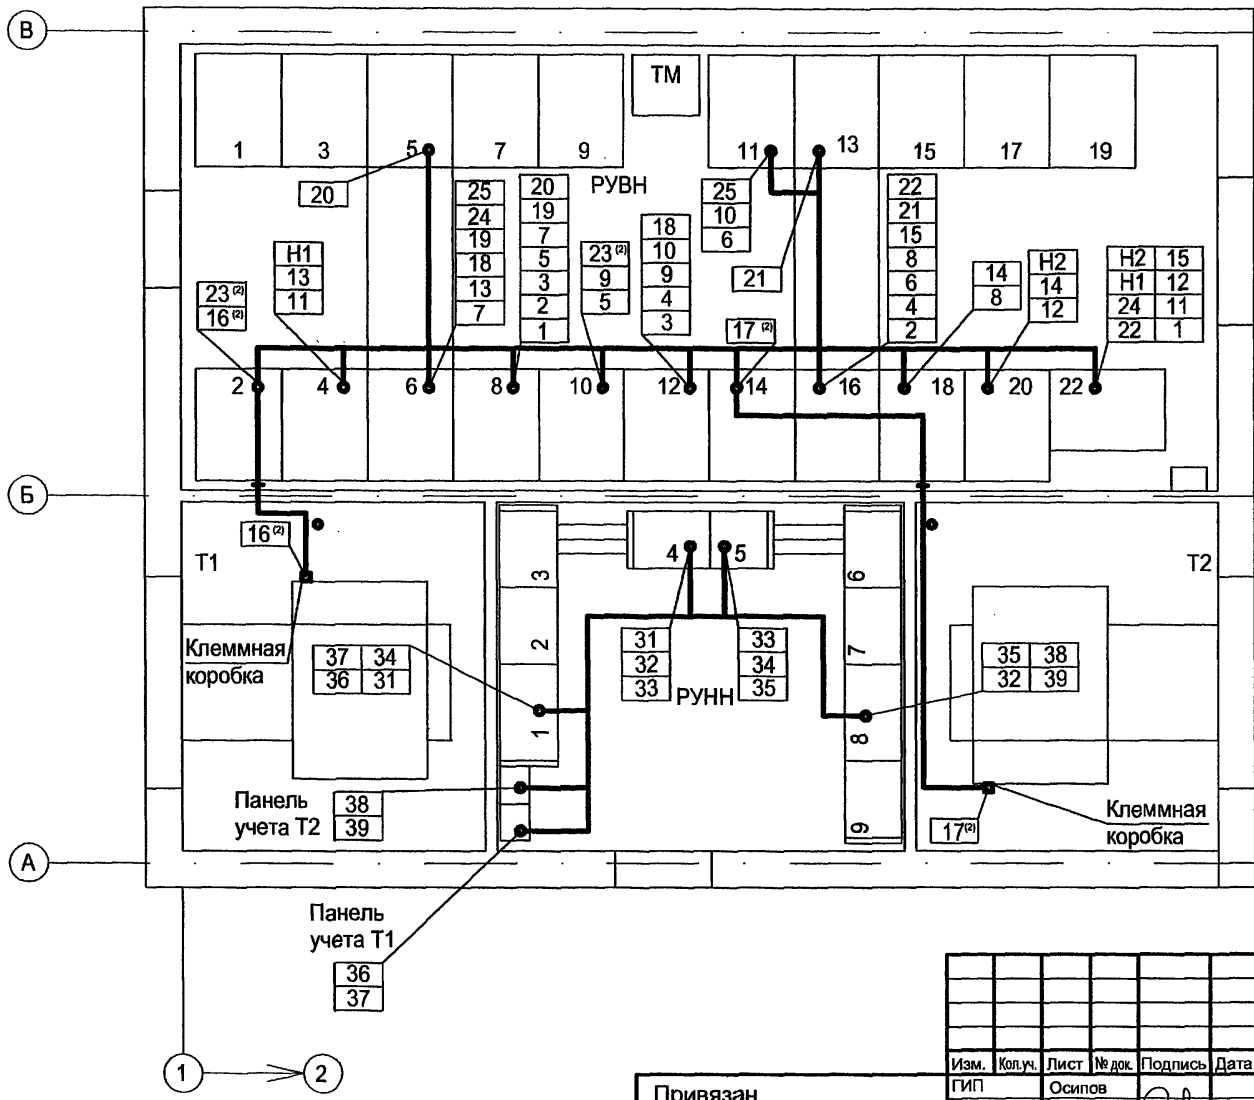 В
ТМ
1 3 5 7 9 11 13 15 17 19
РУВН
20
25
24
19
18
13
7
20
19
7
5
3
2
1
25
10
6
22
21
15
8
6
4
2
Н1
13
11
23(2)
9
5
18
10
9
4
3
21
14
8
Н2
14
12
Н2 15
Н1 12
24 11
22 1
23(2)
16(2)
17(2)
2 4 6 8 10 12 14 16 18 20 22
Б
16(2)
Т1
Т2
3
4 5
6
Клеммная
коробка
2
7
37 34
36 31
31
32
33
33
34
35
РУНН
35 38
32 39
1
8
Панель
учета Т2
38
39
9
17(2)
Клеммная
коробка
А
Панель
учета Т1
36
37
1 2
Изм. Кол.уч. Лист № док. Подпись Дата
ГИП Осипов
Привязан